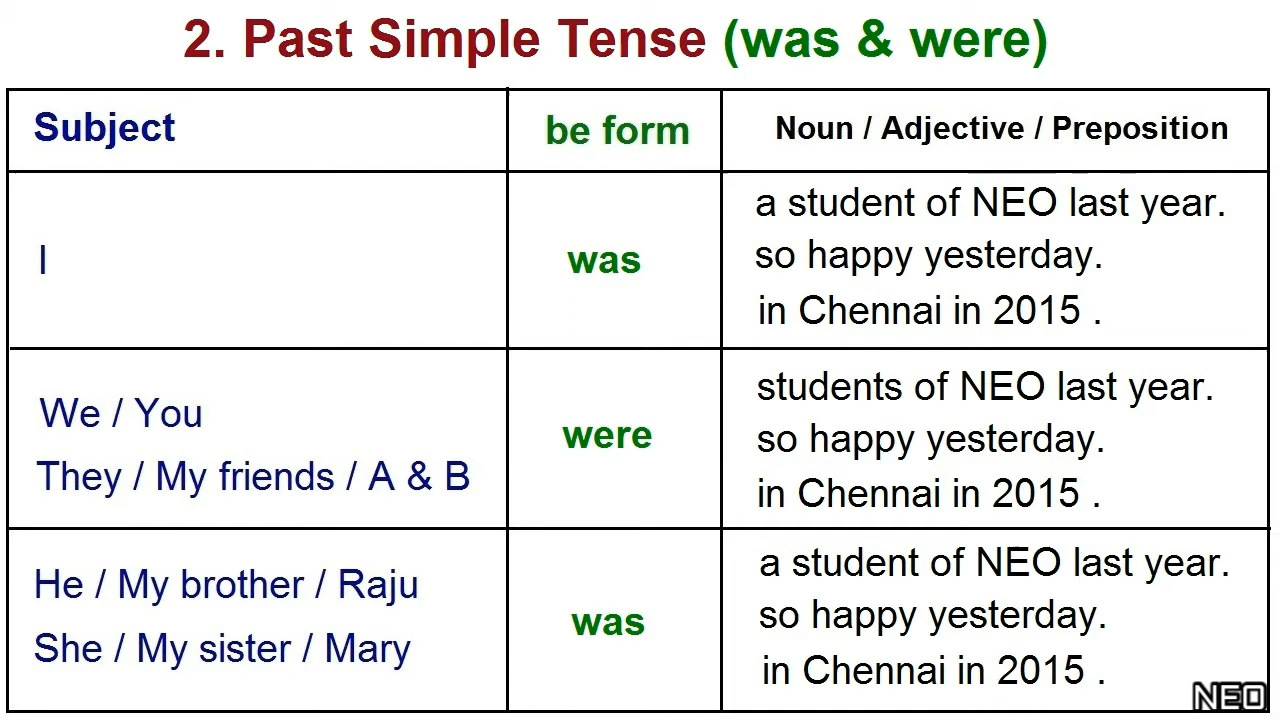 2. Past Simple Tense (was & were)
Subject
be form
Noun / Adjective / Preposition
I
was
a student of NEO last year.
so happy yesterday.
in Chennai in 2015 .
We / You
They / My friends / A & B
were
students of NEO last year.
so happy yesterday.
in Chennai in 2015 .
He / My brother / Raju
She / My sister / Mary
was
a student of NEO last year.
so happy yesterday.
in Chennai in 2015 .
NEO